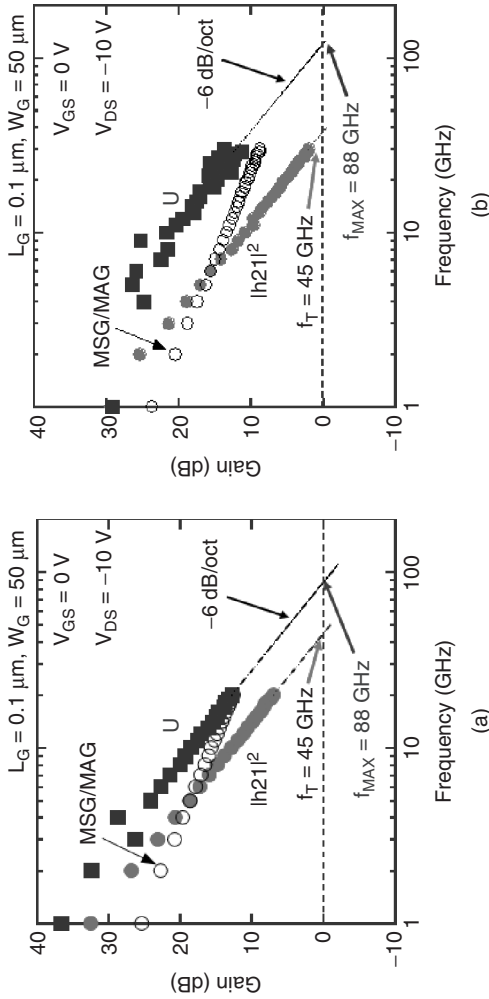 L_G = 0.1 μm, W_G = 50 μm
V_GS = 0 V
V_DS = −10 V
MSG/MAG
U
−6 dB/oct
|h21|²
f_T = 45 GHz
f_MAX = 88 GHz
Gain (dB)
40
30
20
10
0
−10
1
10
100
Frequency (GHz)
(a)
L_G = 0.1 μm, W_G = 50 μm
V_GS = 0 V
V_DS = −10 V
MSG/MAG
U
−6 dB/oct
|h21|²
f_T = 45 GHz
f_MAX = 88 GHz
Gain (dB)
40
30
20
10
0
−10
1
10
100
Frequency (GHz)
(b)